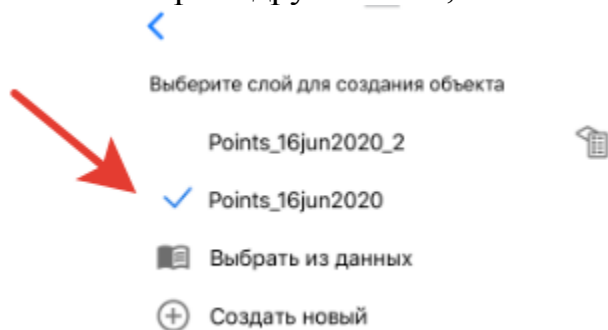 Выберите слой для создания объекта
Points_16jun2020_2
Points_16jun2020
Выбрать из данных
Создать новый